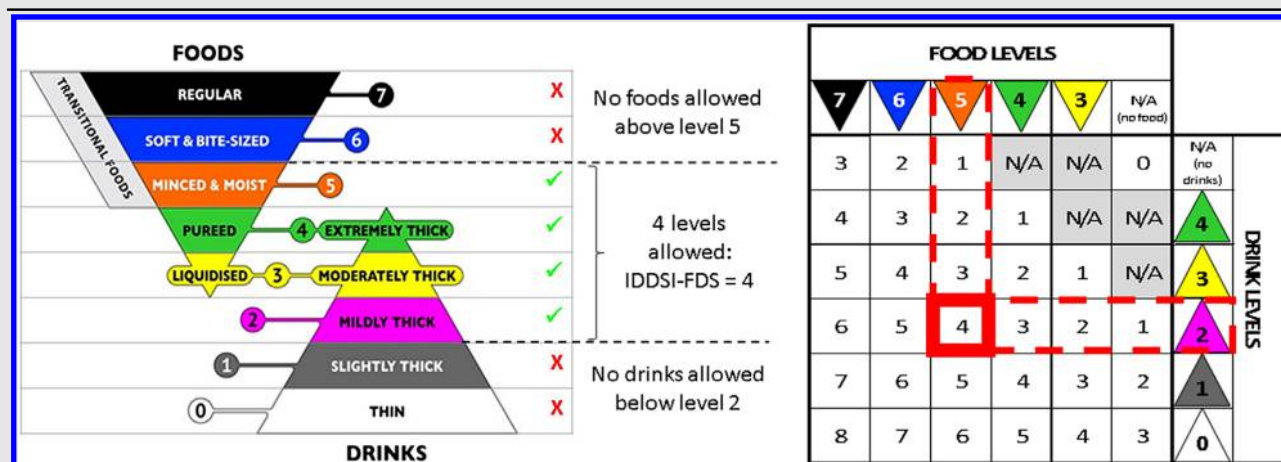 FOODS
TRANSITIONAL FOODS
REGULAR 7 X
SOFT & BITE-SIZED 6 X
MINCED & MOIST 5 ✓
PUREED 4 EXTREMELY THICK ✓
LIQUIDISED 3 MODERATELY THICK ✓
2 MILDLY THICK ✓
1 SLIGHTLY THICK X
0 THIN X
DRINKS
No foods allowed
above level 5
4 levels
allowed:
IDDSI-FDS = 4
No drinks allowed
below level 2
FOOD LEVELS
7 6 5 4 3 N/A
(no food)
3 2 1 N/A N/A 0 N/A
(no
drinks)
4 3 2 1 N/A N/A 4
5 4 3 2 1 N/A 3
6 5 4 3 2 1 2
7 6 5 4 3 2 1
8 7 6 5 4 3 0
DRINK LEVELS